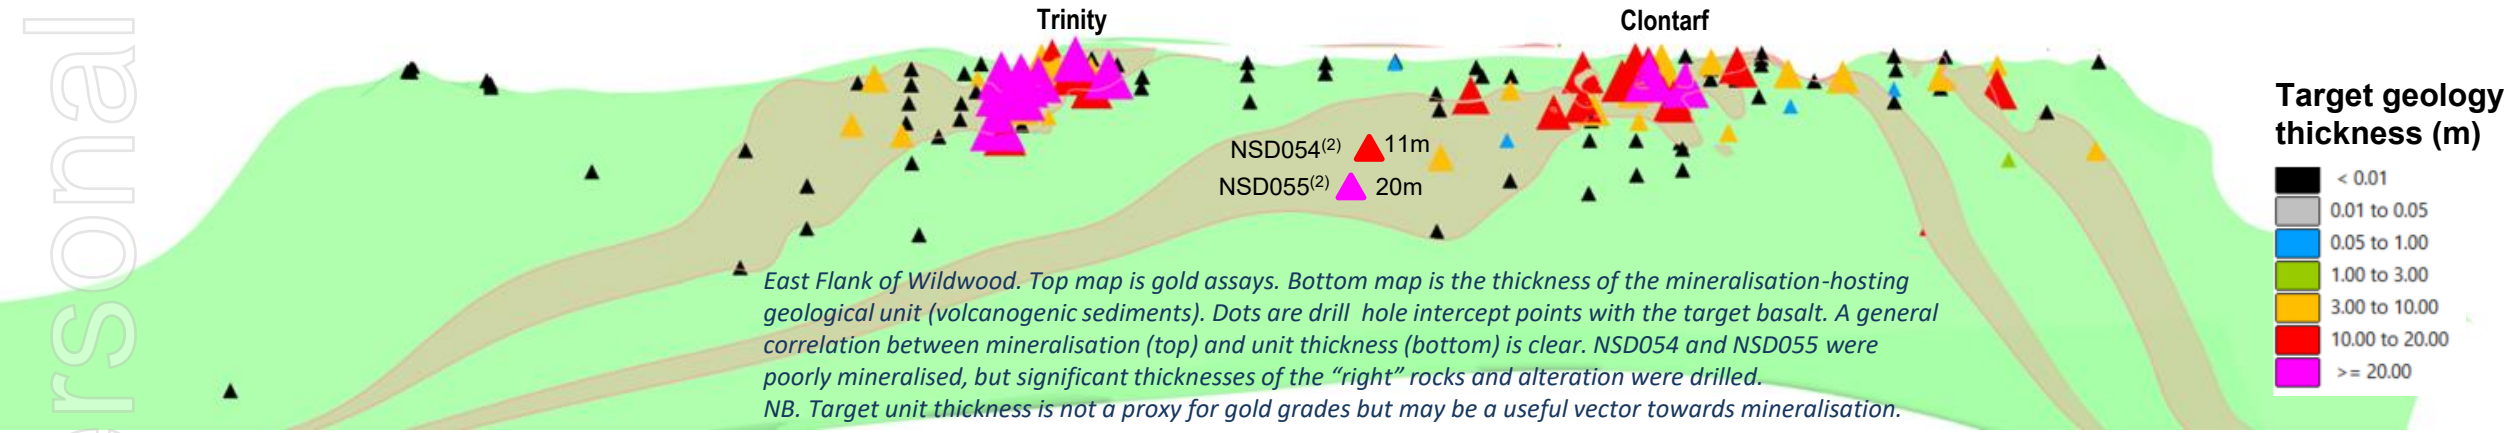 Trinity
Clontarf
personal
Target geology
thickness (m)
< 0.01
0.01 to 0.05
0.05 to 1.00
1.00 to 3.00
3.00 to 10.00
10.00 to 20.00
>= 20.00
NSD054(2) 11m
NSD055(2) 20m
East Flank of Wildwood. Top map is gold assays. Bottom map is the thickness of the mineralisation-hosting
geological unit (volcanogenic sediments). Dots are drill hole intercept points with the target basalt. A general
correlation between mineralisation (top) and unit thickness (bottom) is clear. NSD054 and NSD055 were
poorly mineralised, but significant thicknesses of the “right” rocks and alteration were drilled.
NB. Target unit thickness is not a proxy for gold grades but may be a useful vector towards mineralisation.